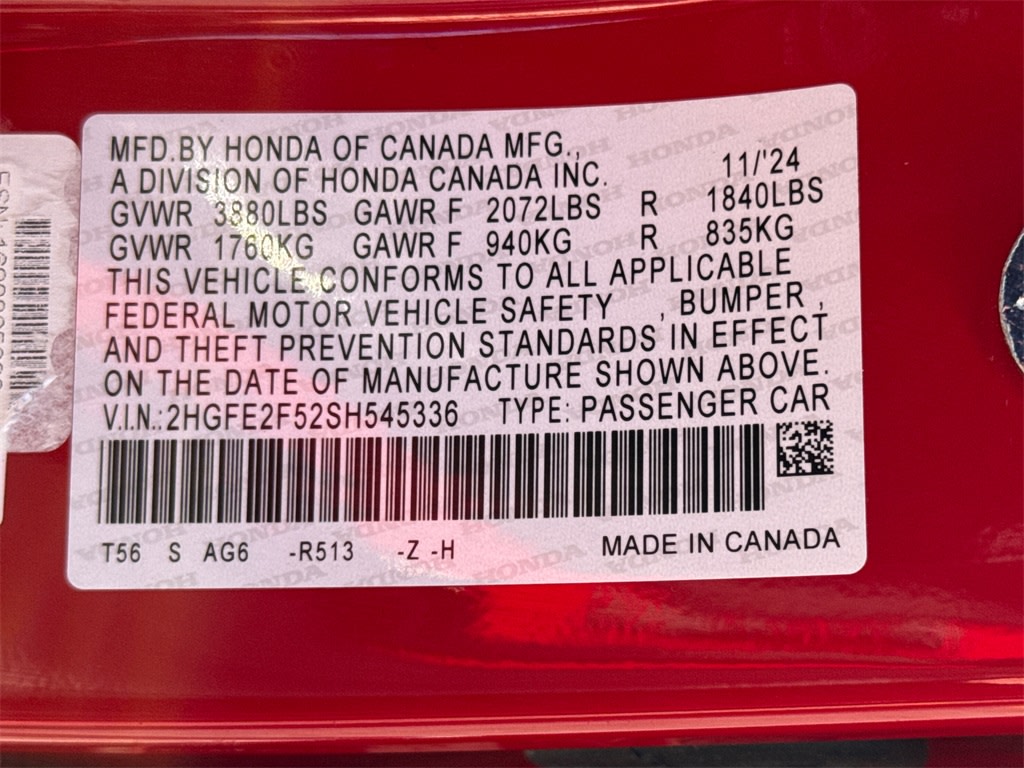 MFD.BY HONDA OF CANADA MFG.,
A DIVISION OF HONDA CANADA INC. 11/'24
GVWR 3880LBS GAWR F 2072LBS R 1840LBS
GVWR 1760KG GAWR F 940KG R 835KG
THIS VEHICLE CONFORMS TO ALL APPLICABLE
FEDERAL MOTOR VEHICLE SAFETY , BUMPER ,
AND THEFT PREVENTION STANDARDS IN EFFECT
ON THE DATE OF MANUFACTURE SHOWN ABOVE.
V.I.N.:2HGFE2F52SH545336 TYPE: PASSENGER CAR
T56 S AG6 -R513 -Z -H MADE IN CANADA